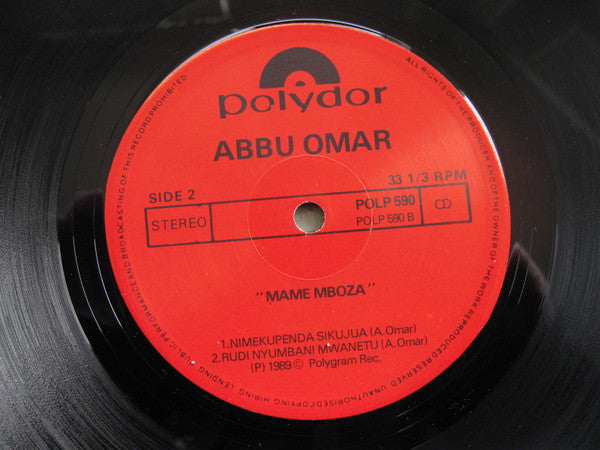 polydor
ABBU OMAR
SIDE 2
33 1/3 RPM
STEREO
POLP 590
POLP 590 B
"MAME MBOZA"
1.NIMEKUPENDA SIKUJUA (A.Omar)
2.RUDI NYUMBANI MWANETU (A.Omar)
(P) 1989 © Polygram Rec.
ALL RIGHTS OF THE PRODUCER AND OF THE OWNER OF THE WORK REPRODUCED RESERVED UNAUTHORISED COPYING HIRING LENDING PUBLIC PERFORMANCE AND BROADCASTING OF THIS RECORD PROHIBITED